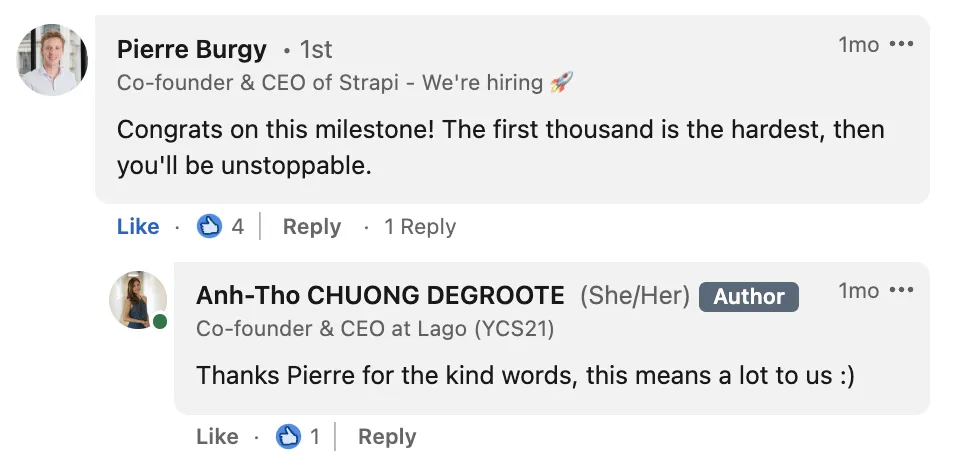 Pierre Burgy • 1st 1mo •••
Co-founder & CEO of Strapi - We're hiring 🚀
Congrats on this milestone! The first thousand is the hardest, then
you'll be unstoppable.
Like · 4 | Reply · 1 Reply
Anh-Tho CHUONG DEGROOTE (She/Her) Author 1mo •••
Co-founder & CEO at Lago (YCS21)
Thanks Pierre for the kind words, this means a lot to us :)
Like · 1 | Reply